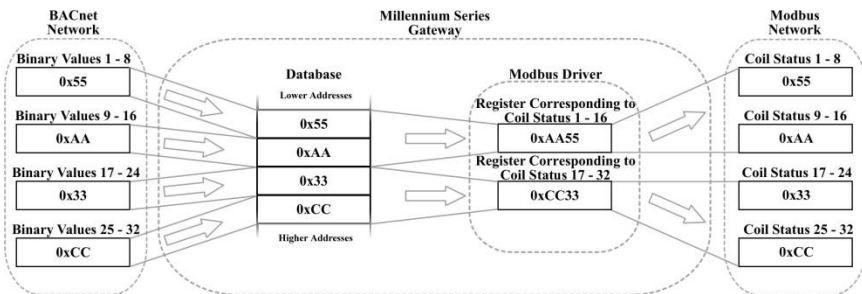 BACnet
Network
Binary Values 1 - 8
0x55
Binary Values 9 - 16
0xAA
Binary Values 17 - 24
0x33
Binary Values 25 - 32
0xCC
Millennium Series
Gateway
Database
Lower Addresses
0x55
0xAA
0x33
0xCC
Higher Addresses
Modbus Driver
Register Corresponding to
Coil Status 1 - 16
0xAA55
Register Corresponding to
Coil Status 17 - 32
0xCC33
Modbus
Network
Coil Status 1 - 8
0x55
Coil Status 9 - 16
0xAA
Coil Status 17 - 24
0x33
Coil Status 25 - 32
0xCC